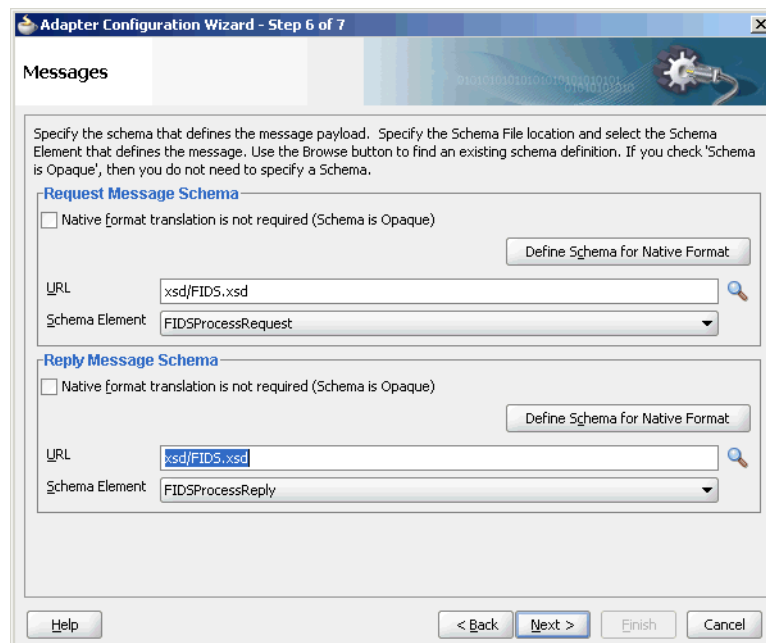 Adapter Configuration Wizard - Step 6 of 7
Messages
Specify the schema that defines the message payload. Specify the Schema File location and select the Schema
Element that defines the message. Use the Browse button to find an existing schema definition. If you check 'Schema
is Opaque', then you do not need to specify a Schema.
Request Message Schema
Native format translation is not required (Schema is Opaque)
Define Schema for Native Format
URL xsd/FIDS.xsd
Schema Element FIDSProcessRequest
Reply Message Schema
Native format translation is not required (Schema is Opaque)
Define Schema for Native Format
URL xsd/FIDS.xsd
Schema Element FIDSProcessReply
Help < Back Next > Finish Cancel